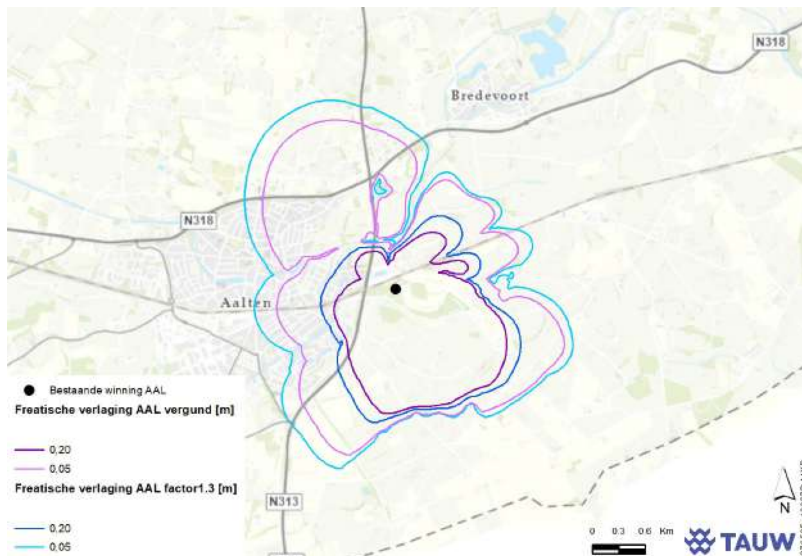 N318
Bredevoort
N318
Aalten
Bestaande winning AAL
Freatische verlaging AAL vergund [m]
0,20
0,05
Freatische verlaging AAL factor1.3 [m]
0,20
0,05
N313
N
0 0.3 0.6 Km
TAUW